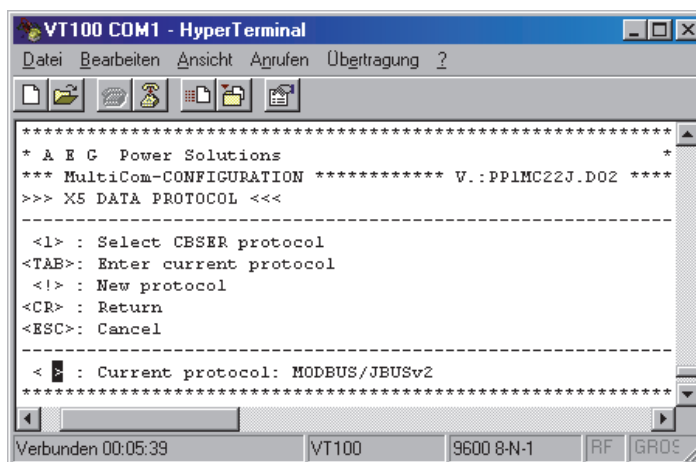 VT100 COM1 - HyperTerminal
Datei Bearbeiten Ansicht Anrufen Übertragung ?
************************************************************
* A E G  Power Solutions                                   *
*** MultiCom-CONFIGURATION ************ V.:PP1MC22J.D02 ****
>>> X5 DATA PROTOCOL <<<
------------------------------------------------------------
<1> : Select CBSER protocol
<TAB>: Enter current protocol
<!> : New protocol
<CR> : Return
<ESC>: Cancel
------------------------------------------------------------
< > : Current protocol: MODBUS/JBUSv2
************************************************************
Verbunden 00:05:39 VT100 9600 8-N-1 RF GROS